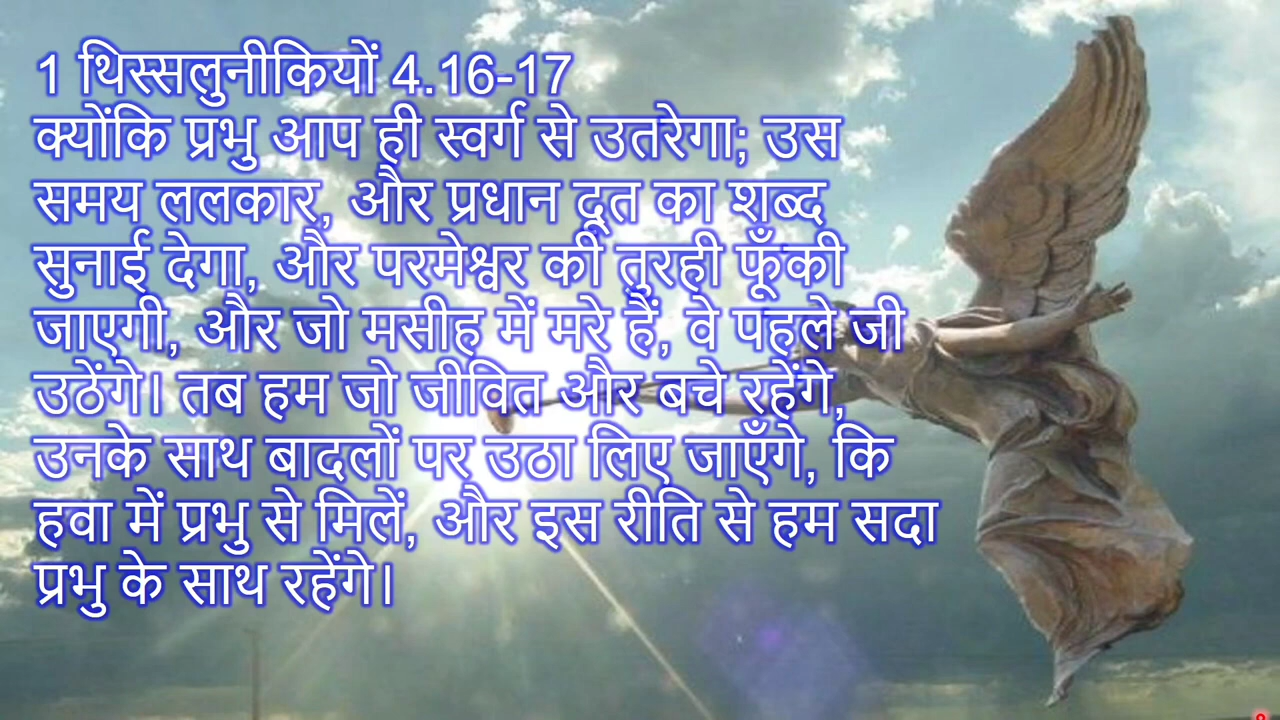 1 थिस्सलुनीकियों 4.16-17
क्योंकि प्रभु आप ही स्वर्ग से उतरेगा; उस
समय ललकार, और प्रधान दूत का शब्द
सुनाई देगा, और परमेश्वर की तुरही फूँकी
जाएगी, और जो मसीह में मरे हैं, वे पहले जी
उठेंगे। तब हम जो जीवित और बचे रहेंगे,
उनके साथ बादलों पर उठा लिए जाएँगे, कि
हवा में प्रभु से मिलें, और इस रीति से हम सदा
प्रभु के साथ रहेंगे।